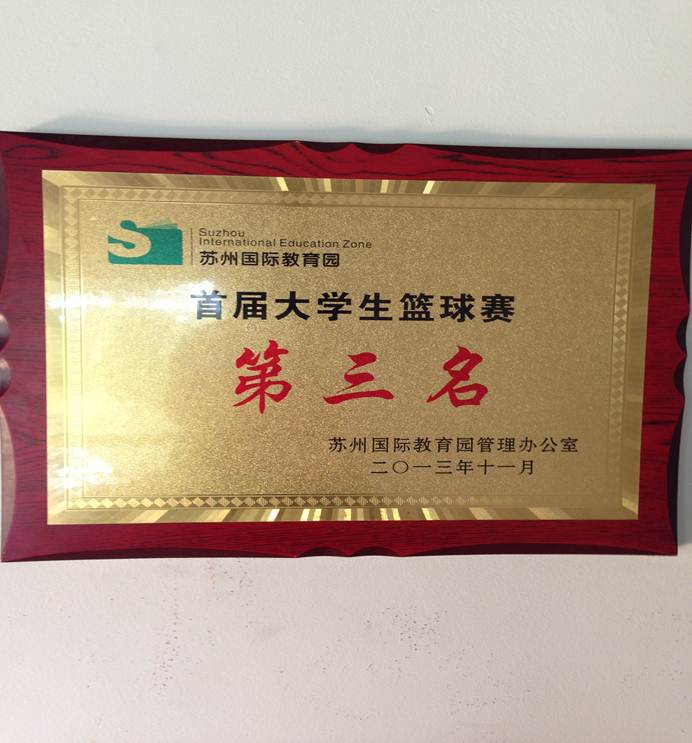 Suzhou
International Education Zone
苏州国际教育园
首届大学生篮球赛
第三名
苏州国际教育园管理办公室
二〇一三年十一月